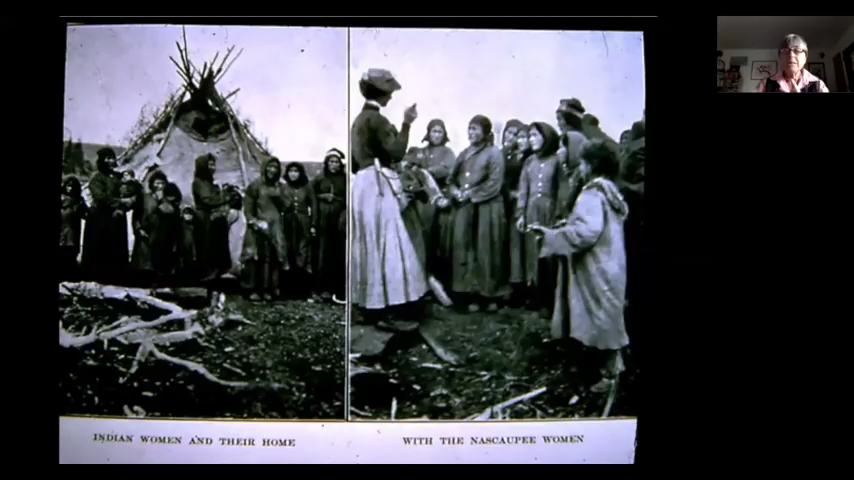 INDIAN WOMEN AND THEIR HOME
WITH THE NASCAUPEE WOMEN